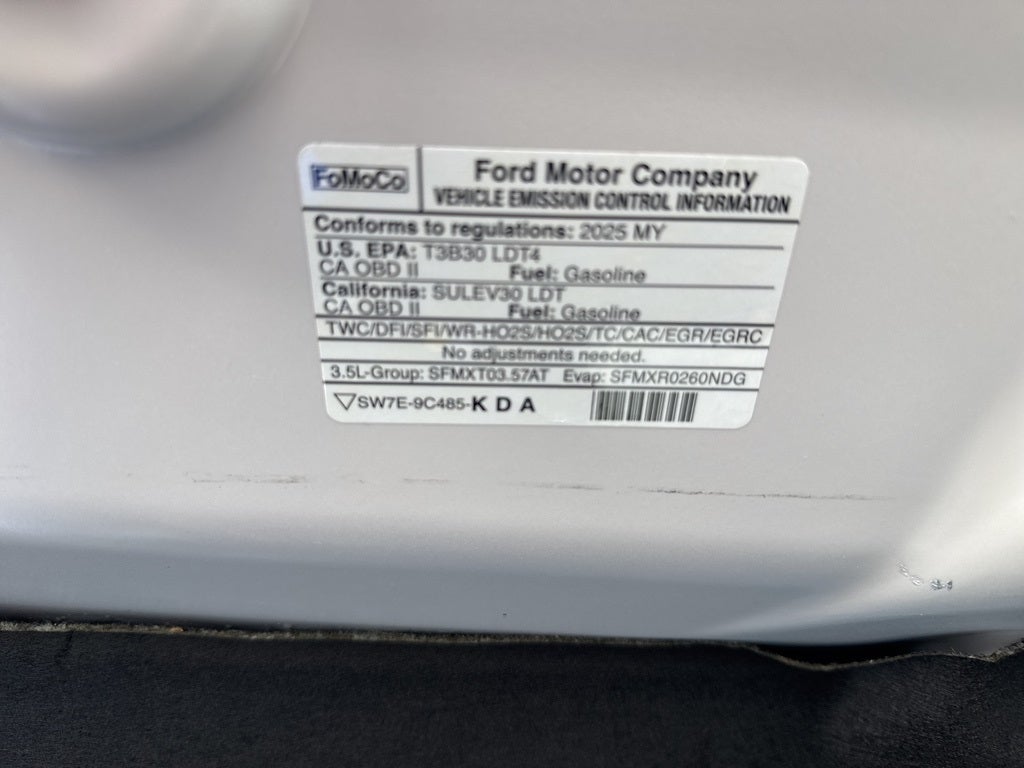 FoMoCo
Ford Motor Company
VEHICLE EMISSION CONTROL INFORMATION
Conforms to regulations: 2025 MY
U.S. EPA: T3B30 LDT4
CA OBD II Fuel: Gasoline
California: SULEV30 LDT
CA OBD II Fuel: Gasoline
TWC/DFI/SFI/WR-HO2S/HO2S/TC/CAC/EGR/EGRC
No adjustments needed.
3.5L-Group: SFMXT03.57AT Evap: SFMXR0260NDG
SW7E-9C485-K D A